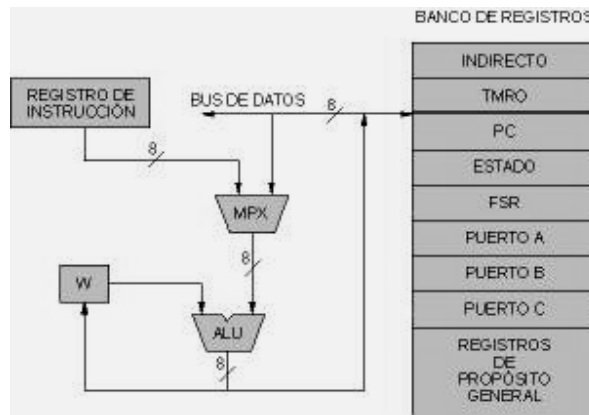 BANCO DE REGISTROS
INDIRECTO
REGISTRO DE
INSTRUCCIÓN
BUS DE DATOS
8
TMRO
PC
8
ESTADO
MPX
FSR
PUERTO A
8
PUERTO B
W
PUERTO C
ALU
8
REGISTROS
DE
PROPÓSITO
GENERAL